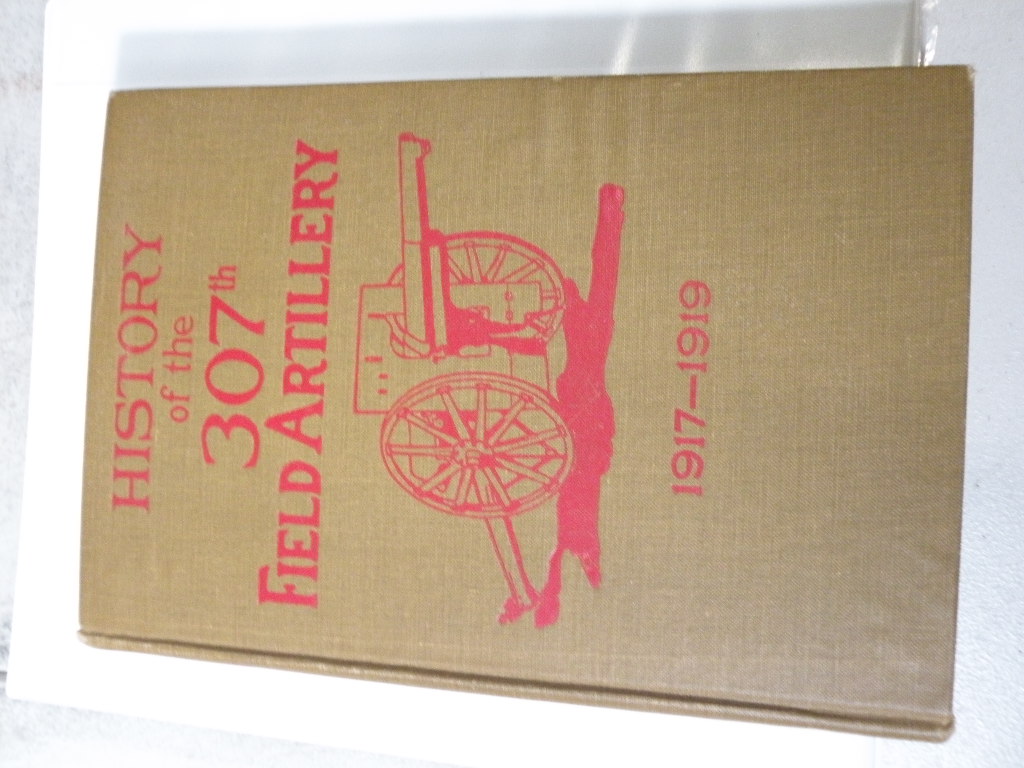 HISTORY
of the
307th
FIELD ARTILLERY
1917-1919